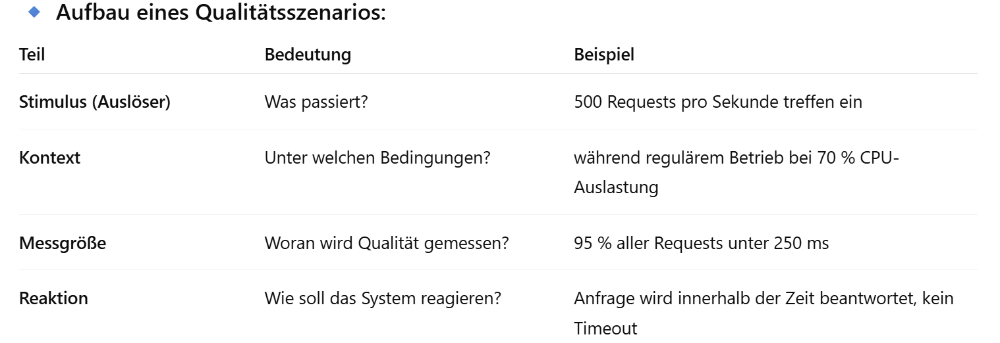 Aufbau eines Qualitätsszenarios:
Teil Bedeutung Beispiel
Stimulus (Auslöser) Was passiert? 500 Requests pro Sekunde treffen ein
Kontext Unter welchen Bedingungen? während regulärem Betrieb bei 70 % CPU-
Auslastung
Messgröße Woran wird Qualität gemessen? 95 % aller Requests unter 250 ms
Reaktion Wie soll das System reagieren? Anfrage wird innerhalb der Zeit beantwortet, kein
Timeout